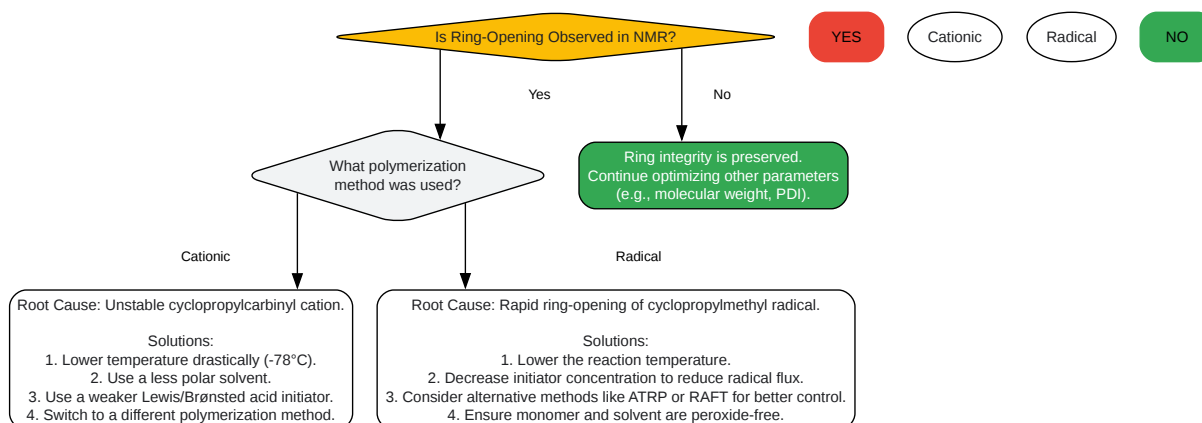 Is Ring-Opening Observed in NMR?
YES
Cationic
Radical
NO
Yes
No
What polymerization
method was used?
Ring integrity is preserved.
Continue optimizing other parameters
(e.g., molecular weight, PDI).
Cationic
Radical
Root Cause: Unstable cyclopropylcarbinyl cation.
Solutions:
1. Lower temperature drastically (-78°C).
2. Use a less polar solvent.
3. Use a weaker Lewis/Brønsted acid initiator.
4. Switch to a different polymerization method.
Root Cause: Rapid ring-opening of cyclopropylmethyl radical.
Solutions:
1. Lower the reaction temperature.
2. Decrease initiator concentration to reduce radical flux.
3. Consider alternative methods like ATRP or RAFT for better control.
4. Ensure monomer and solvent are peroxide-free.